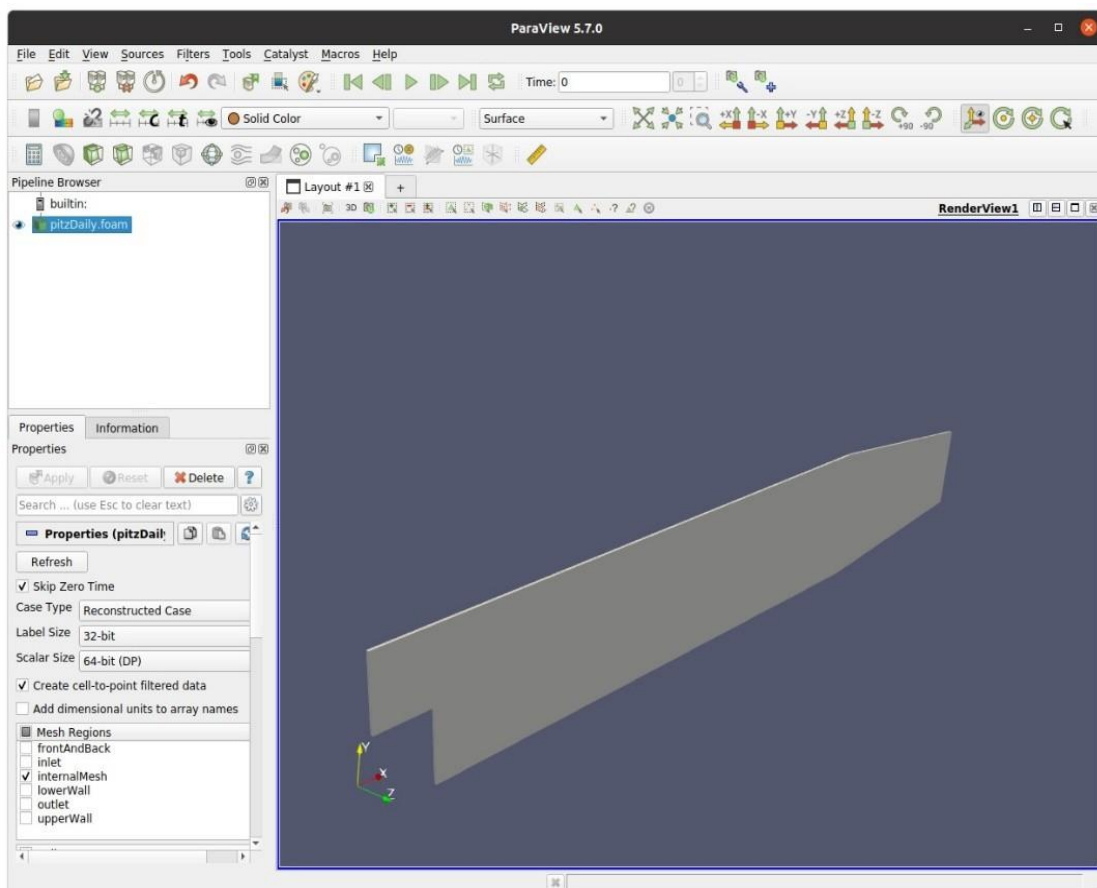 ParaView 5.7.0
File Edit View Sources Filters Tools Catalyst Macros Help
Time: 0 0
Solid Color Surface +X -X +Y -Y +Z -Z +90 -90
Pipeline Browser
Layout #1 +
builtin:
3D RenderView1
pitzDaily.foam
Properties Information
Properties
Apply Reset Delete ?
Search ... (use Esc to clear text)
Properties (pitzDail
Refresh
Skip Zero Time
Case Type Reconstructed Case
Label Size 32-bit
Scalar Size 64-bit (DP)
Create cell-to-point filtered data
Add dimensional units to array names
Mesh Regions
frontAndBack
inlet
internalMesh
lowerWall
outlet
upperWall
Y
X
Z